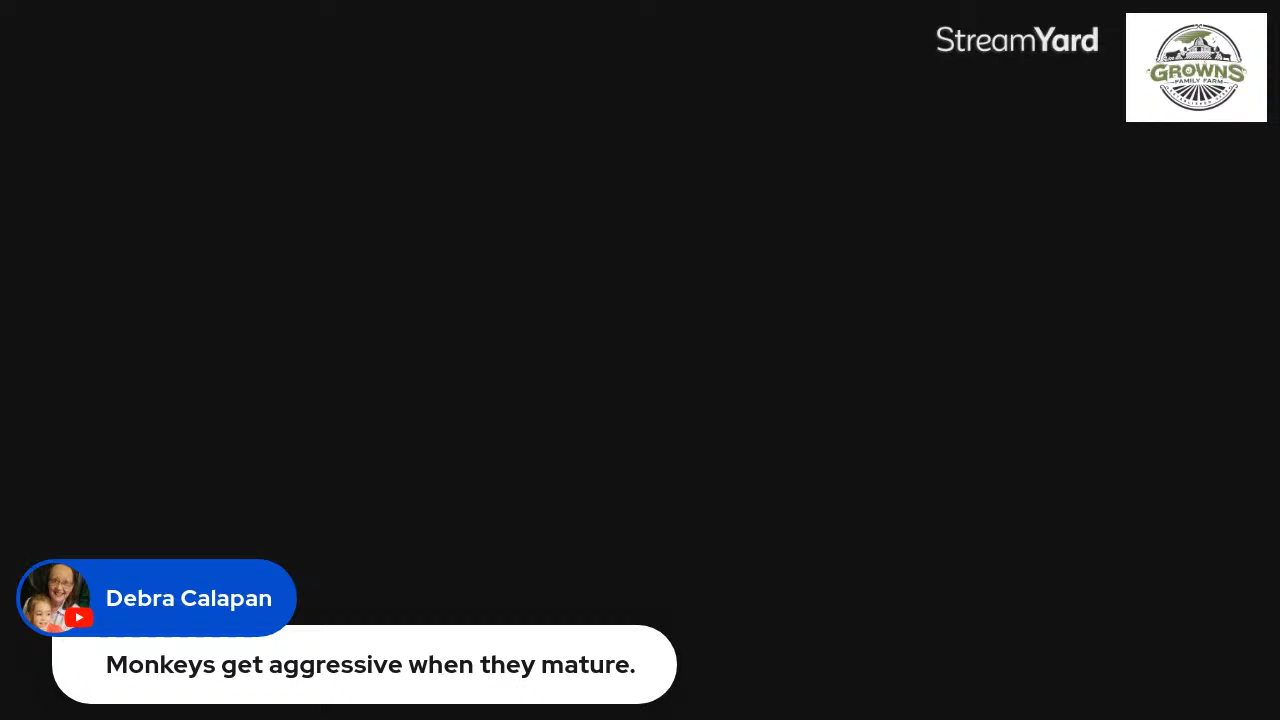 StreamYard
GROWNS
FAMILY FARM
Debra Calapan
Monkeys get aggressive when they mature.